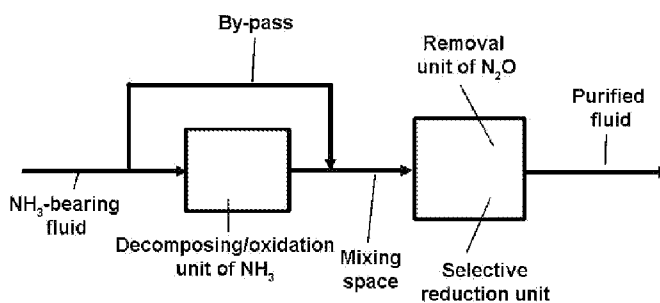 By-pass
Removal
unit of N₂O
Purified
fluid
NH₃-bearing
fluid
Decomposing/oxidation
unit of NH₃
Mixing
space
Selective
reduction unit